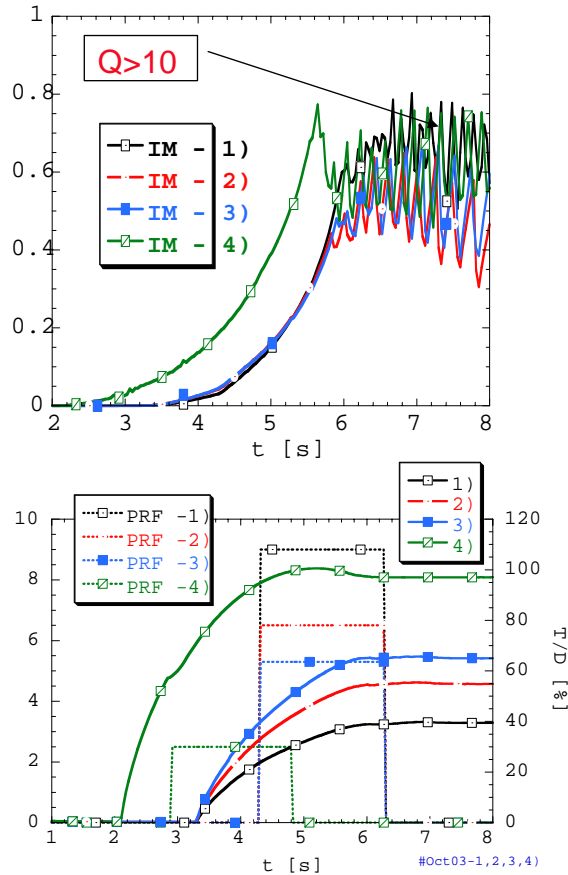 1
0.8
0.6
0.4
0.2
0
Q>10
IM - 1)
IM - 2)
IM - 3)
IM - 4)
2 3 4 5 6 7 8
t [s]
PRF -1)
PRF -2)
PRF -3)
PRF -4)
1)
2)
3)
4)
10
8
6
4
2
0
120
100
80
60
40
20
0
T/D [%]
1 2 3 4 5 6 7 8
t [s]
#Oct03-1,2,3,4)